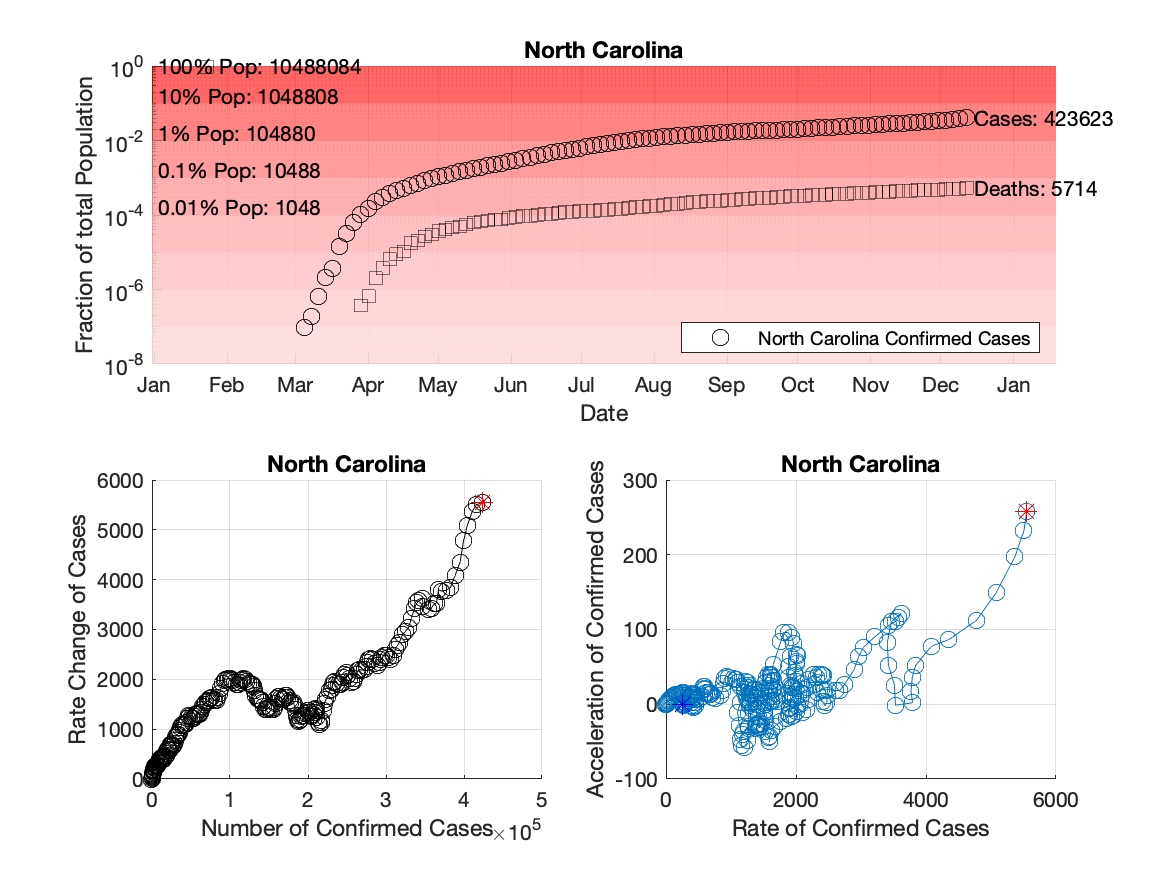 North Carolina
Fraction of total Population
10^0
10^-2
10^-4
10^-6
10^-8
100% Pop: 10488084
10% Pop: 1048808
1% Pop: 104880
0.1% Pop: 10488
0.01% Pop: 1048
Cases: 423623
Deaths: 5714
North Carolina Confirmed Cases
Jan Feb Mar Apr May Jun Jul Aug Sep Oct Nov Dec Jan
Date
North Carolina
Rate Change of Cases
6000
5000
4000
3000
2000
1000
0
0 1 2 3 4 5
Number of Confirmed Cases
×10^5
North Carolina
Acceleration of Confirmed Cases
300
200
100
0
-100
0 2000 4000 6000
Rate of Confirmed Cases